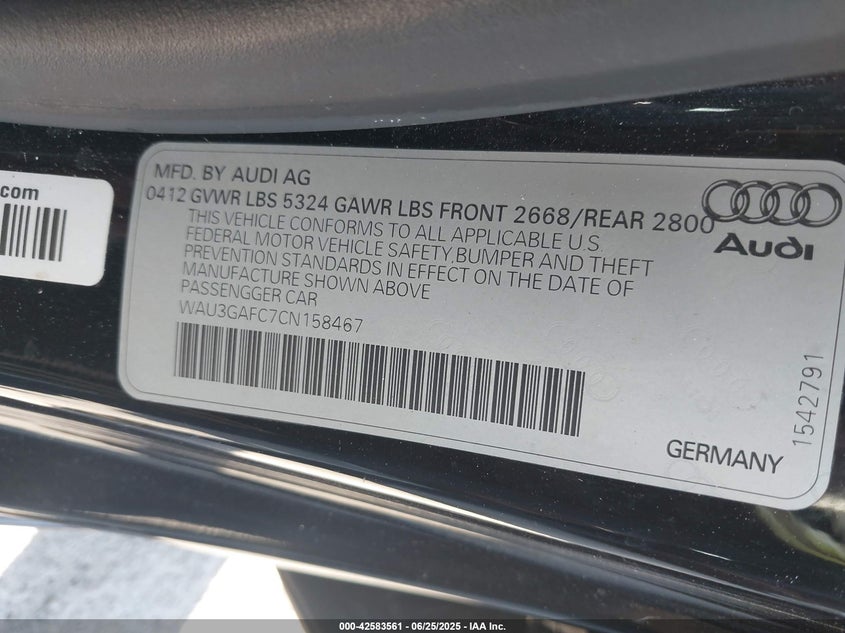 .com
MFD. BY AUDI AG
0412 GVWR LBS 5324 GAWR LBS FRONT 2668/REAR 2800
THIS VEHICLE CONFORMS TO ALL APPLICABLE U.S.
FEDERAL MOTOR VEHICLE SAFETY.BUMPER AND THEFT
PREVENTION STANDARDS IN EFFECT ON THE DATE OF
MANUFACTURE SHOWN ABOVE
PASSENGGER CAR
WAU3GAFC7CN158467
Audi
1542791
GERMANY
000-42583561 - 06/25/2025 - IAA Inc.